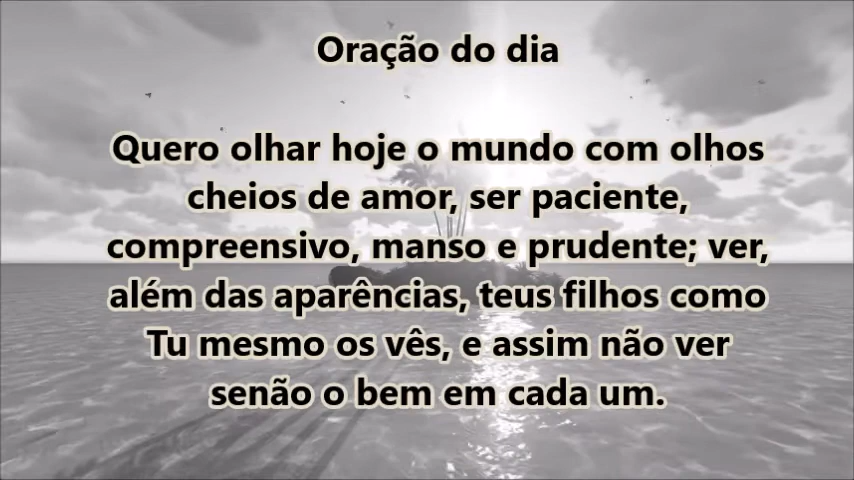 Oração do dia
Quero olhar hoje o mundo com olhos
cheios de amor, ser paciente,
compreensivo, manso e prudente; ver,
além das aparências, teus filhos como
Tu mesmo os vês, e assim não ver
senão o bem em cada um.